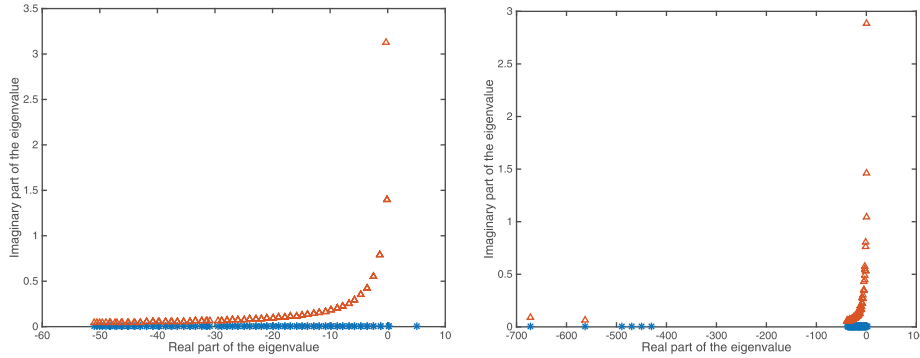 3.5
3
2.5
2
1.5
1
0.5
0
-60 -50 -40 -30 -20 -10 0 10
Real part of the eigenvalue
Imaginary part of the eigenvalue
3
2.5
2
1.5
1
0.5
0
-700 -600 -500 -400 -300 -200 -100 0 100
Real part of the eigenvalue
Imaginary part of the eigenvalue